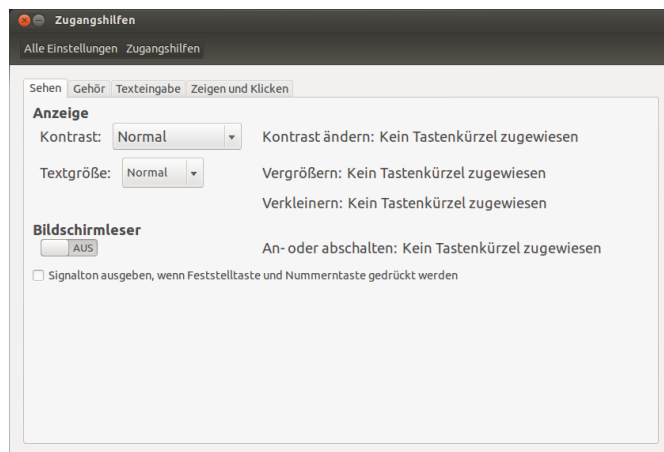 Zugangshilfen
Alle Einstellungen Zugangshilfen
Sehen Gehör Texteingabe Zeigen und Klicken
Anzeige
Kontrast: Normal Kontrast ändern: Kein Tastenkürzel zugewiesen
Textgröße: Normal Vergrößern: Kein Tastenkürzel zugewiesen
Verkleinern: Kein Tastenkürzel zugewiesen
Bildschirmleser
AUS An- oder abschalten: Kein Tastenkürzel zugewiesen
Signalton ausgeben, wenn Feststelltaste und Nummerntaste gedrückt werden